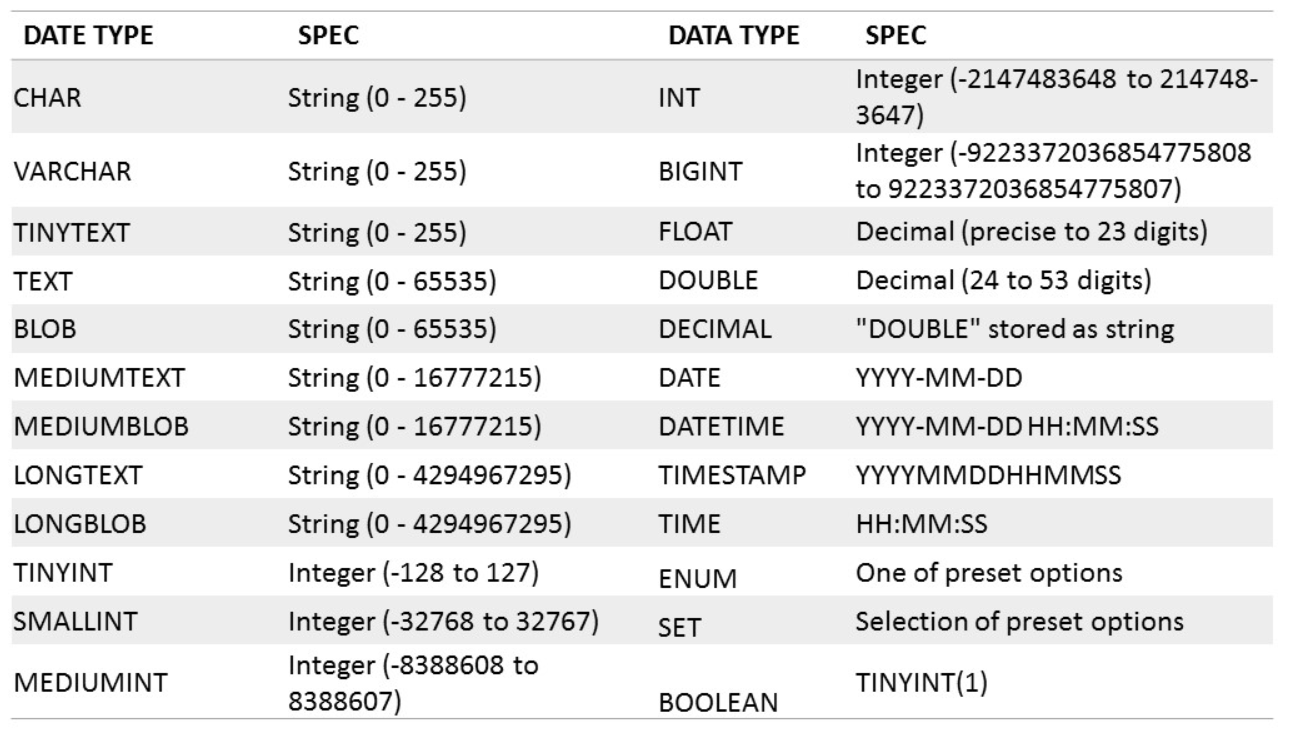 DATE TYPE SPEC DATA TYPE SPEC
CHAR String (0 - 255) INT Integer (-2147483648 to 214748-
3647)
VARCHAR String (0 - 255) BIGINT Integer (-9223372036854775808
to 9223372036854775807)
TINYTEXT String (0 - 255) FLOAT Decimal (precise to 23 digits)
TEXT String (0 - 65535) DOUBLE Decimal (24 to 53 digits)
BLOB String (0 - 65535) DECIMAL "DOUBLE" stored as string
MEDIUMTEXT String (0 - 16777215) DATE YYYY-MM-DD
MEDIUMBLOB String (0 - 16777215) DATETIME YYYY-MM-DD HH:MM:SS
LONGTEXT String (0 - 4294967295) TIMESTAMP YYYYMMDDHHMMSS
LONGBLOB String (0 - 4294967295) TIME HH:MM:SS
TINYINT Integer (-128 to 127) ENUM One of preset options
SMALLINT Integer (-32768 to 32767) SET Selection of preset options
MEDIUMINT Integer (-8388608 to
8388607) BOOLEAN TINYINT(1)